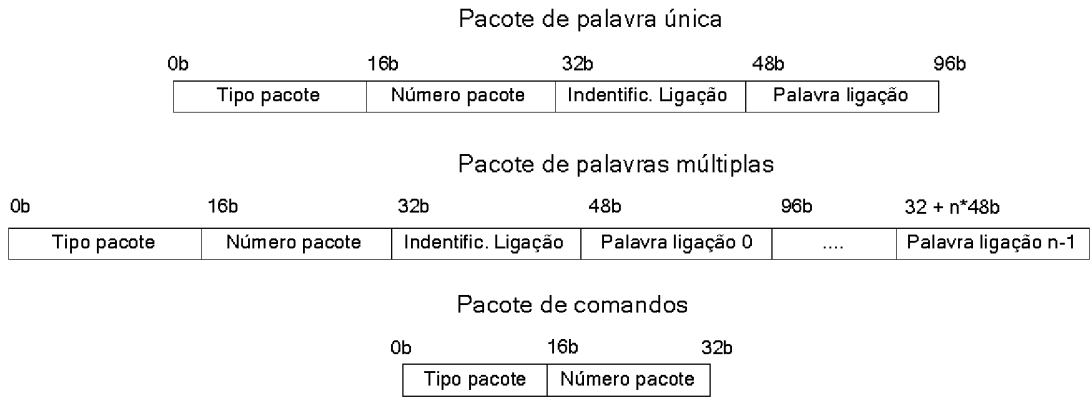 Pacote de palavra única
0b 16b 32b 48b 96b
Tipo pacote Número pacote Indentific. Ligação Palavra ligação
Pacote de palavras múltiplas
0b 16b 32b 48b 96b 32 + n*48b
Tipo pacote Número pacote Indentific. Ligação Palavra ligação 0 .... Palavra ligação n-1
Pacote de comandos
0b 16b 32b
Tipo pacote Número pacote